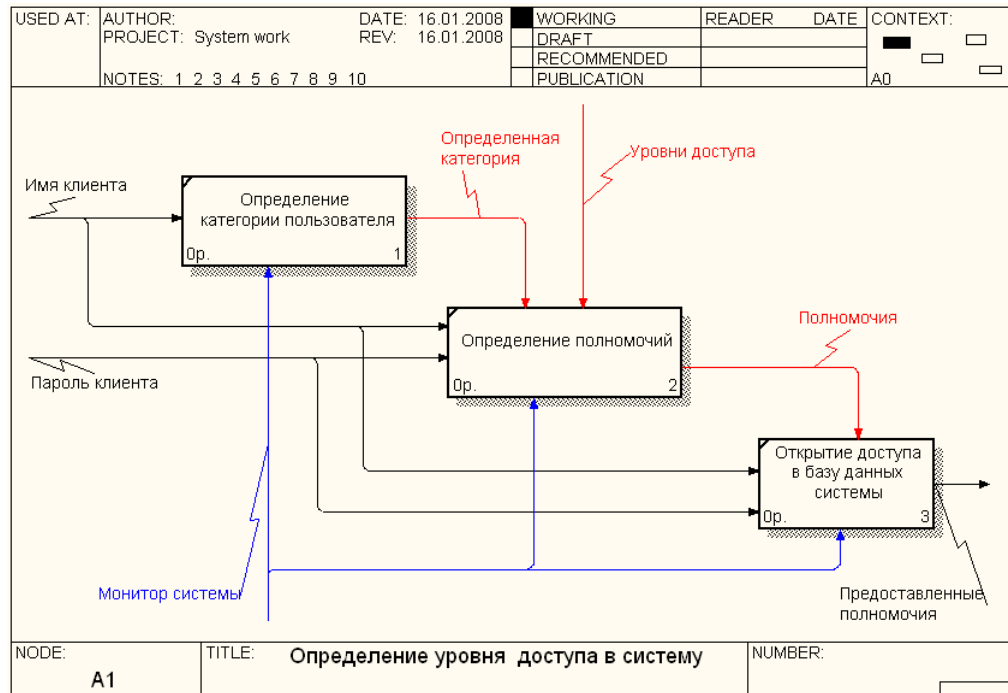 USED AT:
AUTHOR:
DATE: 16.01.2008
PROJECT: System work
REV: 16.01.2008
NOTES: 1 2 3 4 5 6 7 8 9 10
WORKING
DRAFT
RECOMMENDED
PUBLICATION
READER DATE
CONTEXT:
A0
Определенная
категория
Уровни доступа
Имя клиента
Определение
категории пользователя
0р. 1
Определение полномочий
0р. 2
Полномочия
Пароль клиента
Открытие доступа
в базу данных
системы
0р. 3
Монитор системы
Предоставленные
полномочия
NODE:
A1
TITLE: Определение уровня доступа в систему
NUMBER: